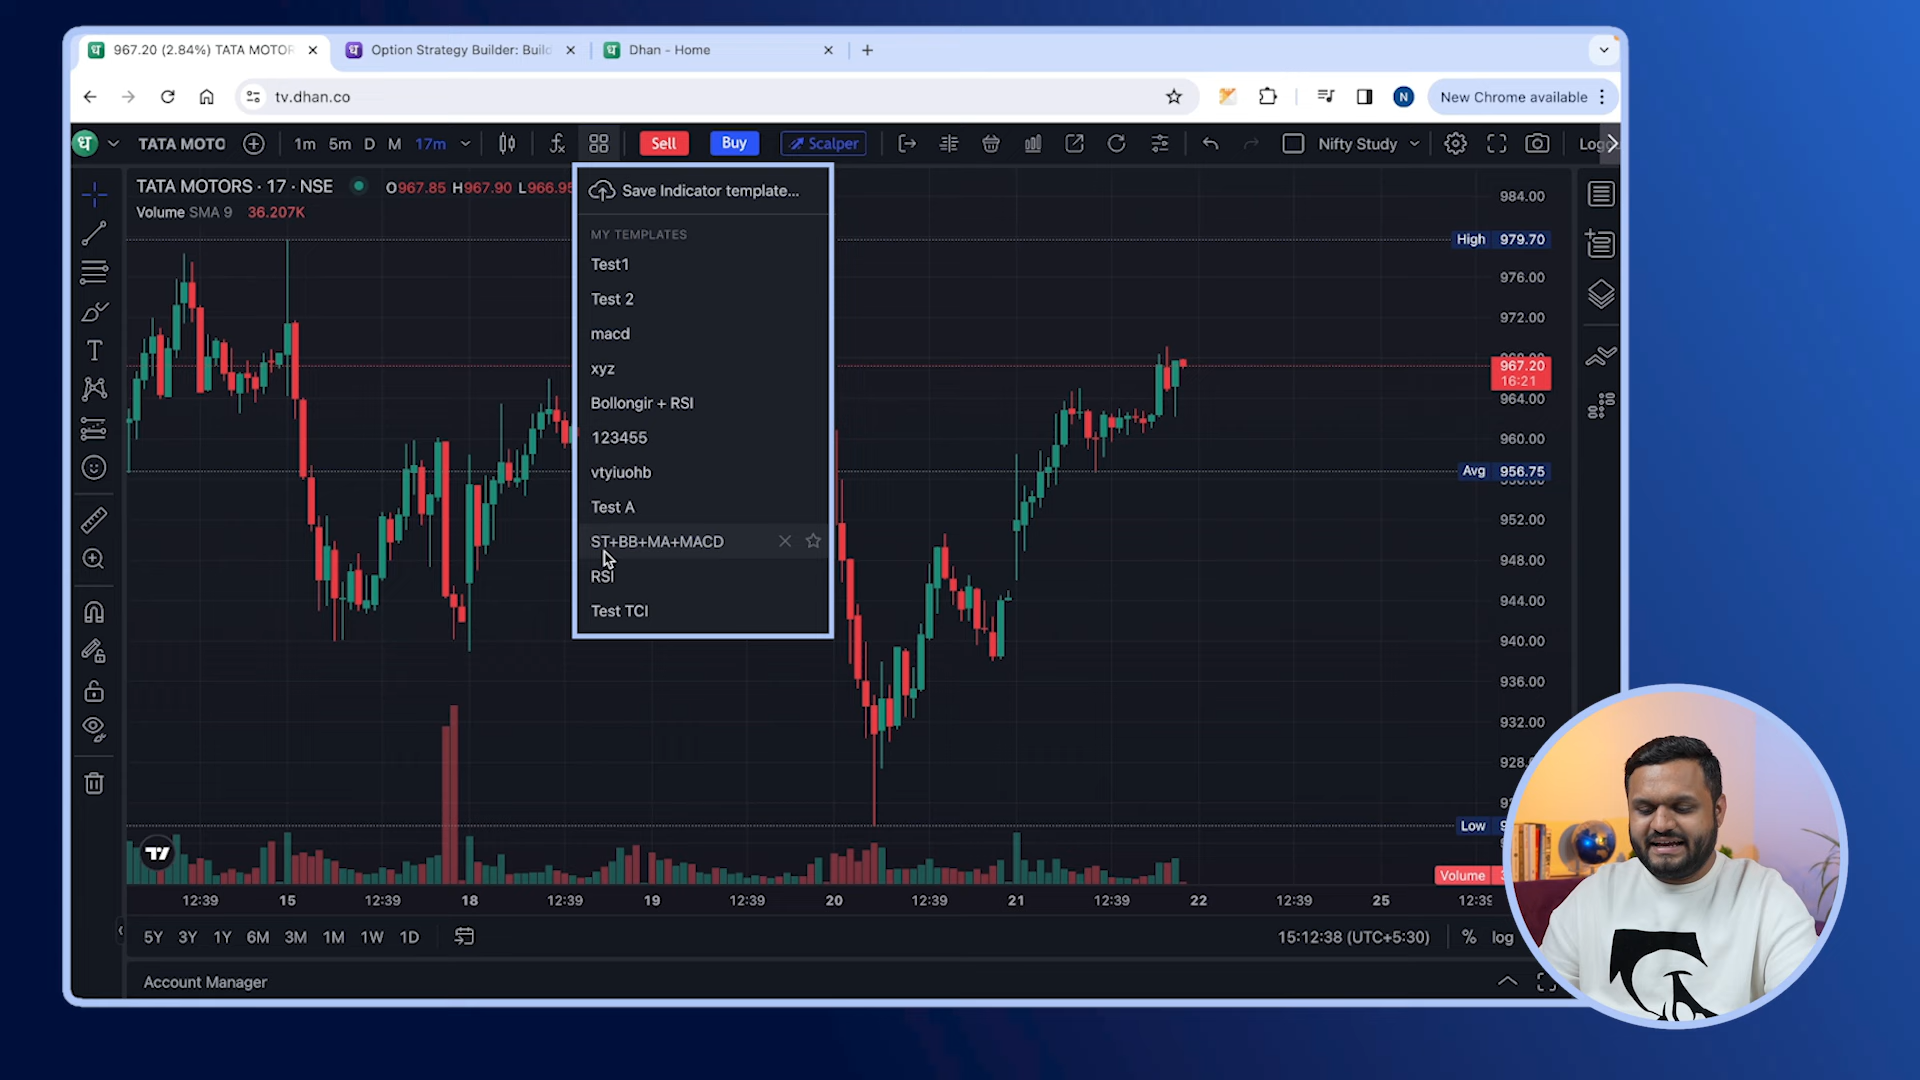 967.20 (2.84%) TATA MOTOR
Option Strategy Builder: Build
Dhan - Home
tv.dhan.co
N
New Chrome available
ध
TATA MOTO
1m 5m D M 17m
Sell
Buy
Scalper
Nifty Study
TATA MOTORS · 17 · NSE
O967.85 H967.90 L966.95
Volume SMA 9 36.207K
Save Indicator template...
MY TEMPLATES
Test1
Test 2
macd
xyz
Bollongir + RSI
123455
vtyiuohb
Test A
ST+BB+MA+MACD
RSI
Test TCI
984.00
High 979.70
976.00
972.00
967.20
16:21
964.00
960.00
Avg 956.75
952.00
948.00
944.00
940.00
936.00
932.00
928.
Low
Volume
12:39 15 12:39 18 12:39 19 12:39 20 12:39 21 12:39 22 12:39 25 12:39
5Y 3Y 1Y 6M 3M 1M 1W 1D
15:12:38 (UTC+5:30) % log
Account Manager